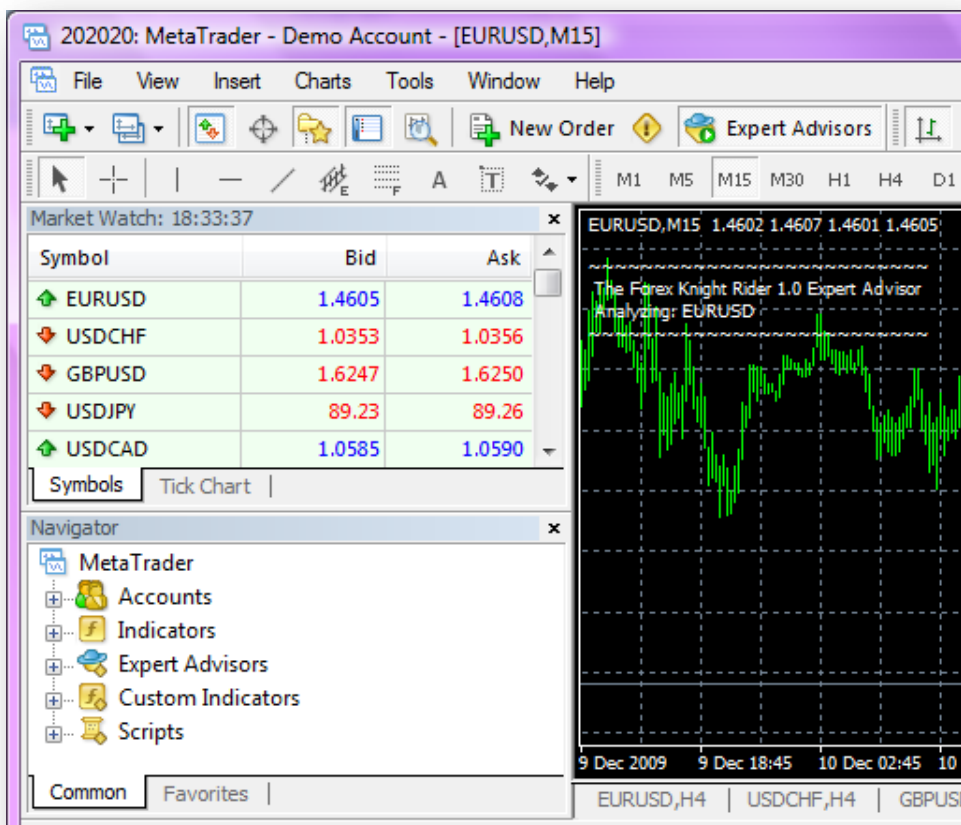 202020: MetaTrader - Demo Account - [EURUSD,M15]
File View Insert Charts Tools Window Help
New Order Expert Advisors
E F A T M1 M5 M15 M30 H1 H4 D1
Market Watch: 18:33:37
Symbol Bid Ask
EURUSD 1.4605 1.4608
USDCHF 1.0353 1.0356
GBPUSD 1.6247 1.6250
USDJPY 89.23 89.26
USDCAD 1.0585 1.0590
Symbols Tick Chart
Navigator
MetaTrader
Accounts
Indicators
Expert Advisors
Custom Indicators
Scripts
Common Favorites
EURUSD,M15 1.4602 1.4607 1.4601 1.4605
~~~~~~~~~~~~~~~~~~~~~~~~~~~~
The Forex Knight Rider 1.0 Expert Advisor
Analyzing: EURUSD
~~~~~~~~~~~~~~~~~~~~~~~~~~~~
9 Dec 2009 9 Dec 18:45 10 Dec 02:45 10
EURUSD,H4 USDCHF,H4 GBPUS